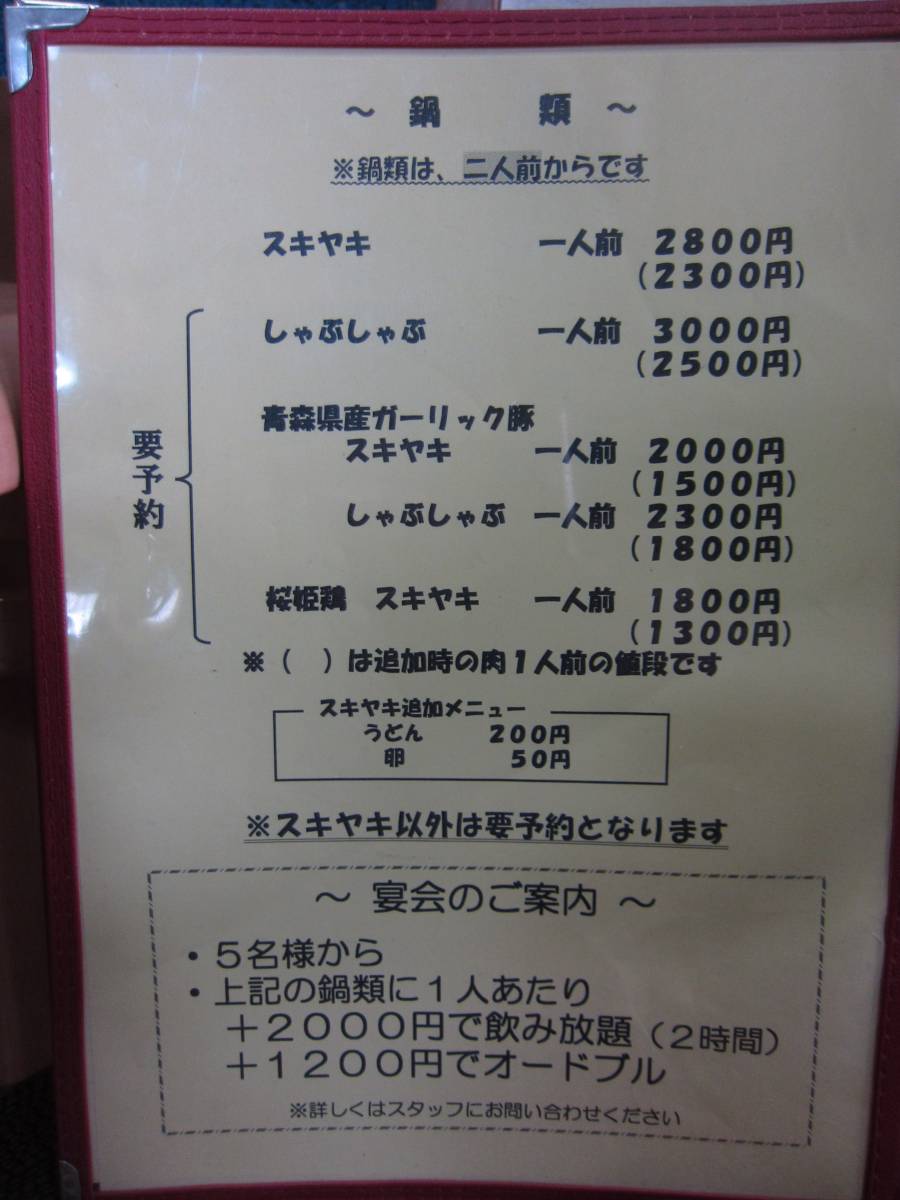 ～ 鍋 類 ～
※鍋類は、二人前からです
スキヤキ 一人前 2800円
(2300円)
しゃぶしゃぶ 一人前 3000円
(2500円)
青森県産ガーリック豚
スキヤキ 一人前 2000円
(1500円)
しゃぶしゃぶ 一人前 2300円
(1800円)
桜姫鶏 スキヤキ 一人前 1800円
(1300円)
要予約
※( )は追加時の肉1人前の値段です
スキヤキ追加メニュー
うどん 200円
卵 50円
※スキヤキ以外は要予約となります
～ 宴会のご案内 ～
・5名様から
・上記の鍋類に1人あたり
＋2000円で飲み放題(2時間)
＋1200円でオードブル
※詳しくはスタッフにお問い合わせください